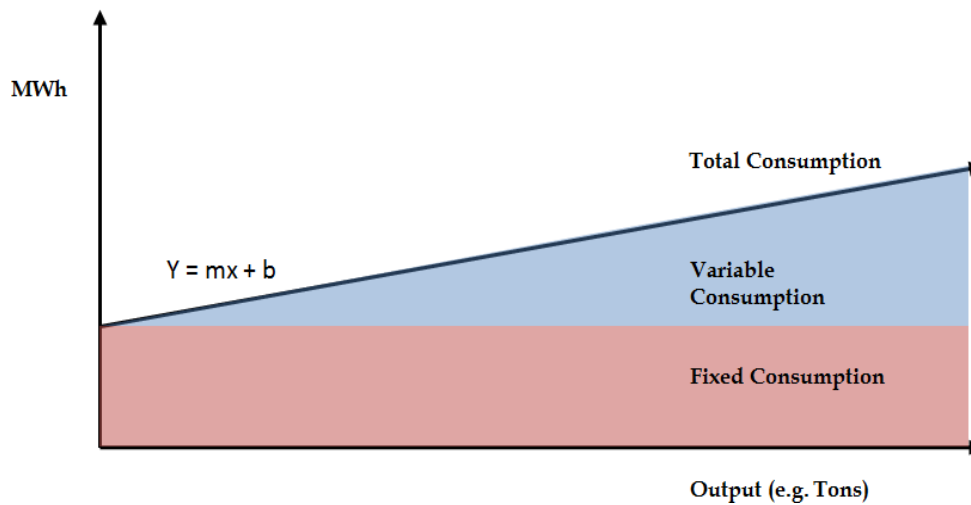 MWh
Total Consumption
Y = mx + b
Variable
Consumption
Fixed Consumption
Output (e.g. Tons)